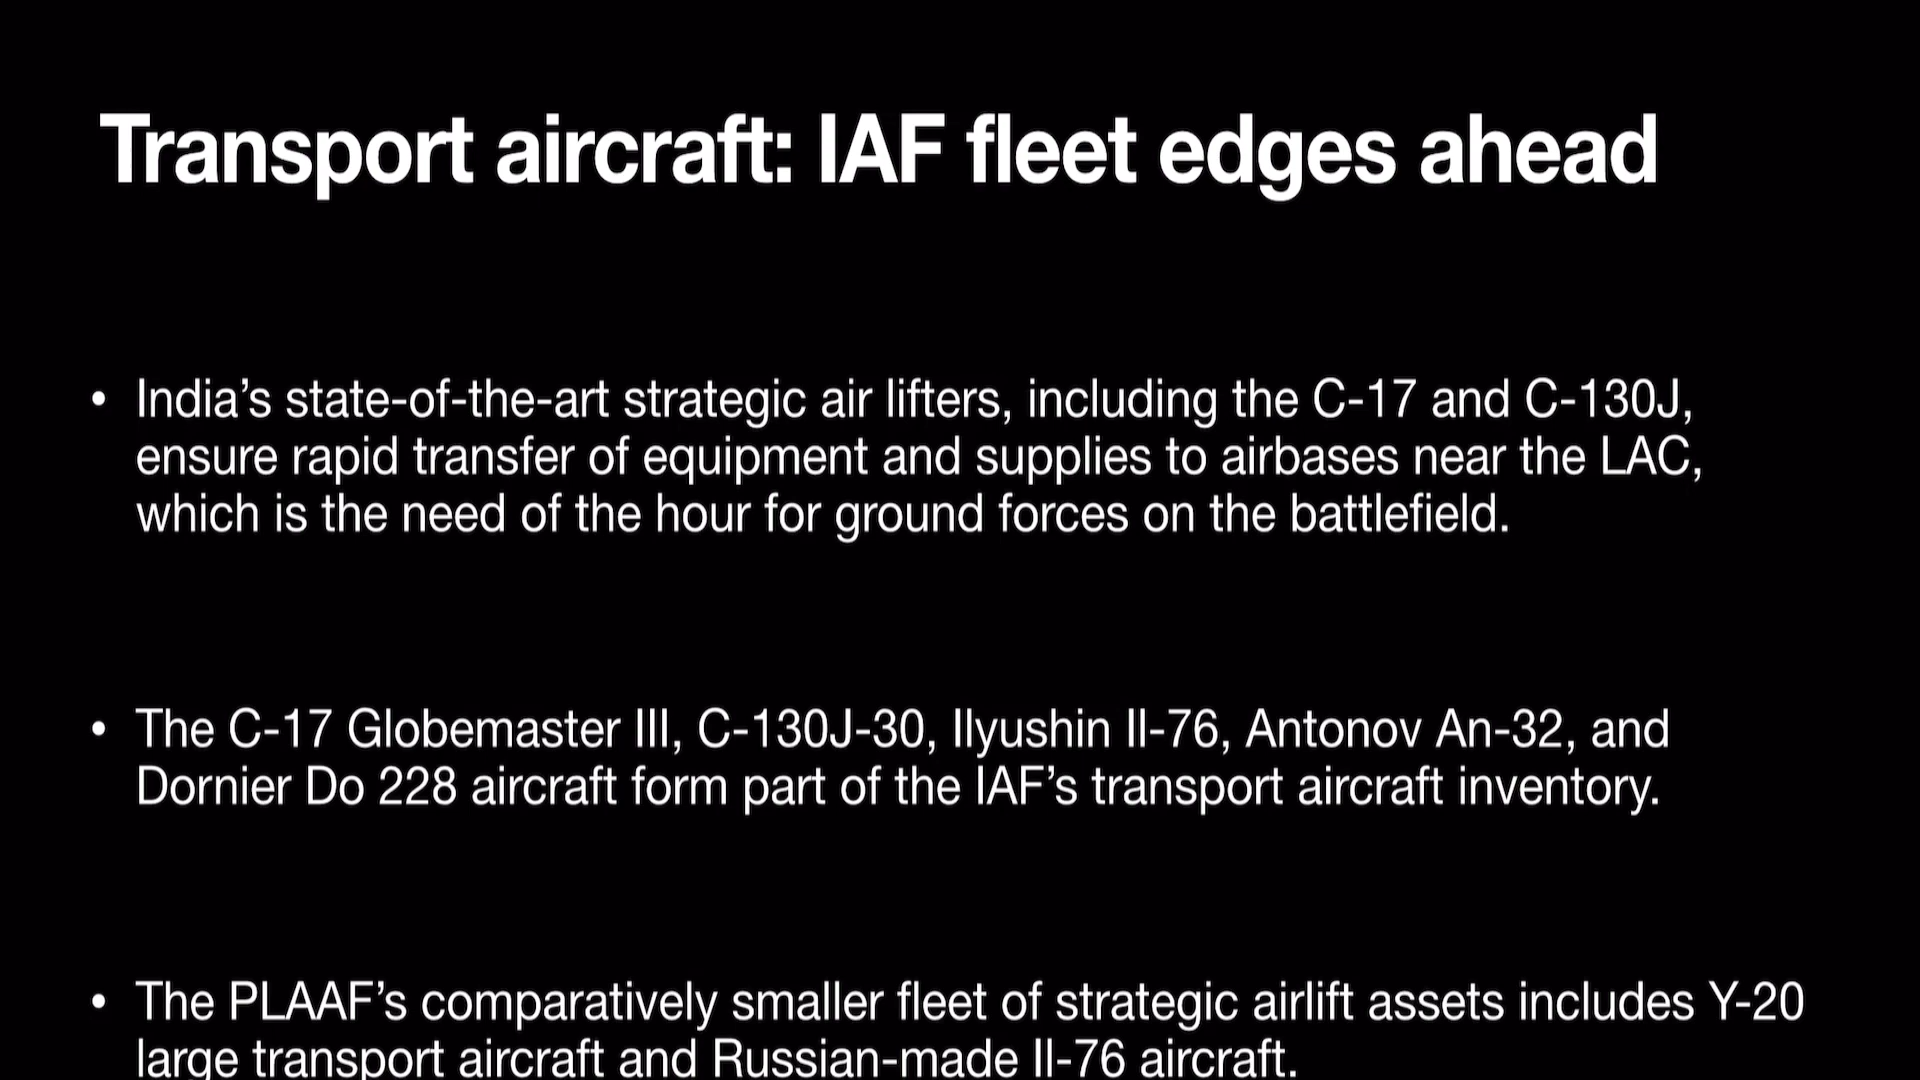 Transport aircraft: IAF fleet edges ahead
• India’s state-of-the-art strategic air lifters, including the C-17 and C-130J,
ensure rapid transfer of equipment and supplies to airbases near the LAC,
which is the need of the hour for ground forces on the battlefield.
• The C-17 Globemaster III, C-130J-30, Ilyushin Il-76, Antonov An-32, and
Dornier Do 228 aircraft form part of the IAF’s transport aircraft inventory.
• The PLAAF’s comparatively smaller fleet of strategic airlift assets includes Y-20
large transport aircraft and Russian-made Il-76 aircraft.